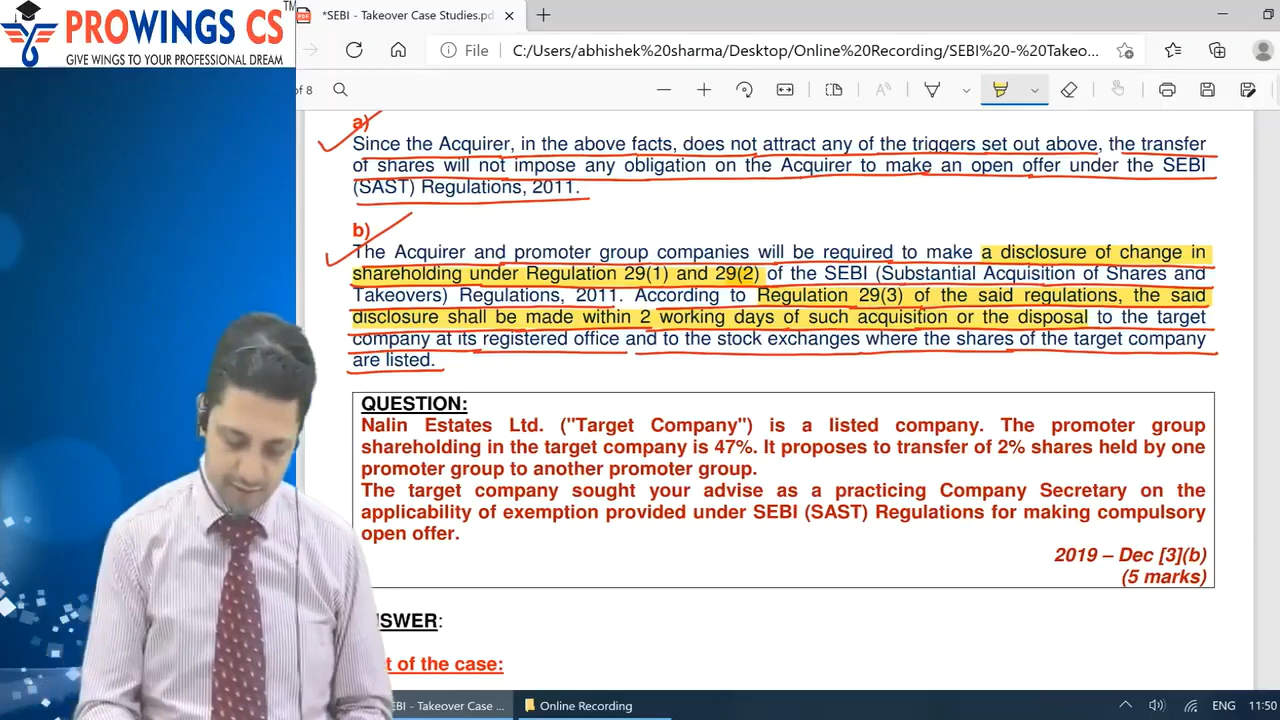 PROWINGS CS
TM
GIVE WINGS TO YOUR PROFESSIONAL DREAM
*SEBI - Takeover Case Studies.pd
File
C:/Users/abhishek%20sharma/Desktop/Online%20Recording/SEBI%20-%20Takeo...
of 8
a)
Since the Acquirer, in the above facts, does not attract any of the triggers set out above, the transfer
of shares will not impose any obligation on the Acquirer to make an open offer under the SEBI
(SAST) Regulations, 2011.
b)
The Acquirer and promoter group companies will be required to make a disclosure of change in
shareholding under Regulation 29(1) and 29(2) of the SEBI (Substantial Acquisition of Shares and
Takeovers) Regulations, 2011. According to Regulation 29(3) of the said regulations, the said
disclosure shall be made within 2 working days of such acquisition or the disposal to the target
company at its registered office and to the stock exchanges where the shares of the target company
are listed.
QUESTION:
Nalin Estates Ltd. ("Target Company") is a listed company. The promoter group
shareholding in the target company is 47%. It proposes to transfer of 2% shares held by one
promoter group to another promoter group.
The target company sought your advise as a practicing Company Secretary on the
applicability of exemption provided under SEBI (SAST) Regulations for making compulsory
open offer.
2019 – Dec [3](b)
(5 marks)
NSWER:
t of the case:
EBI - Takeover Case ...
Online Recording
ENG
11:50